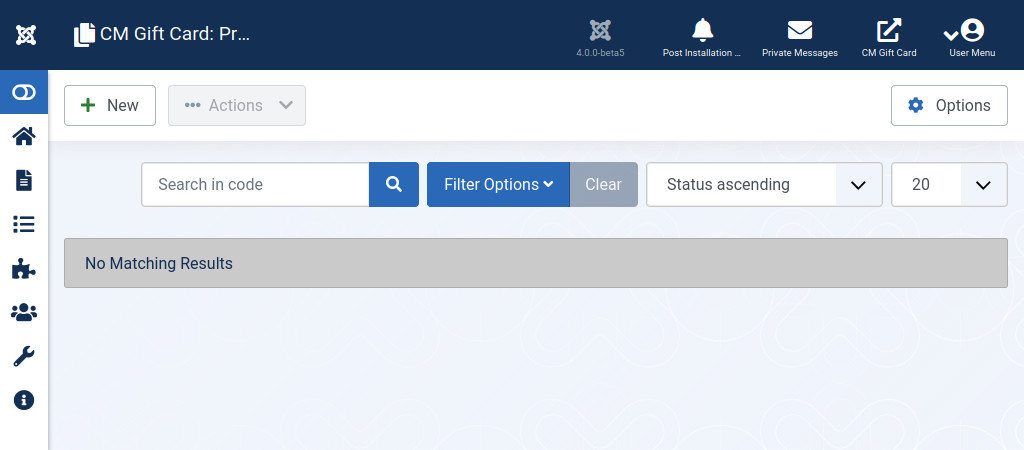 CM Gift Card: Pr...
4.0.0-beta5
Post Installation ...
Private Messages
CM Gift Card
User Menu
New
Actions
Options
Search in code
Filter Options
Clear
Status ascending
20
No Matching Results